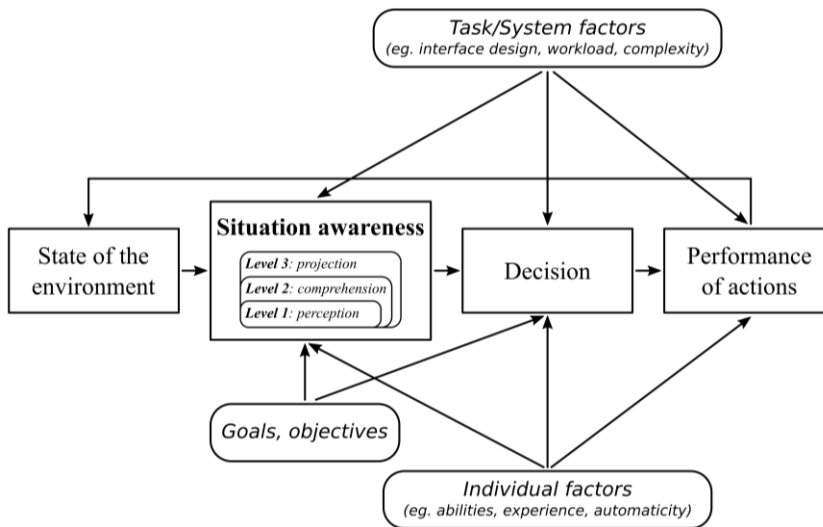 Task/System factors
(eg. interface design, workload, complexity)
State of the
environment
Situation awareness
Level 3: projection
Level 2: comprehension
Level 1: perception
Decision
Performance
of actions
Goals, objectives
Individual factors
(eg. abilities, experience, automaticity)